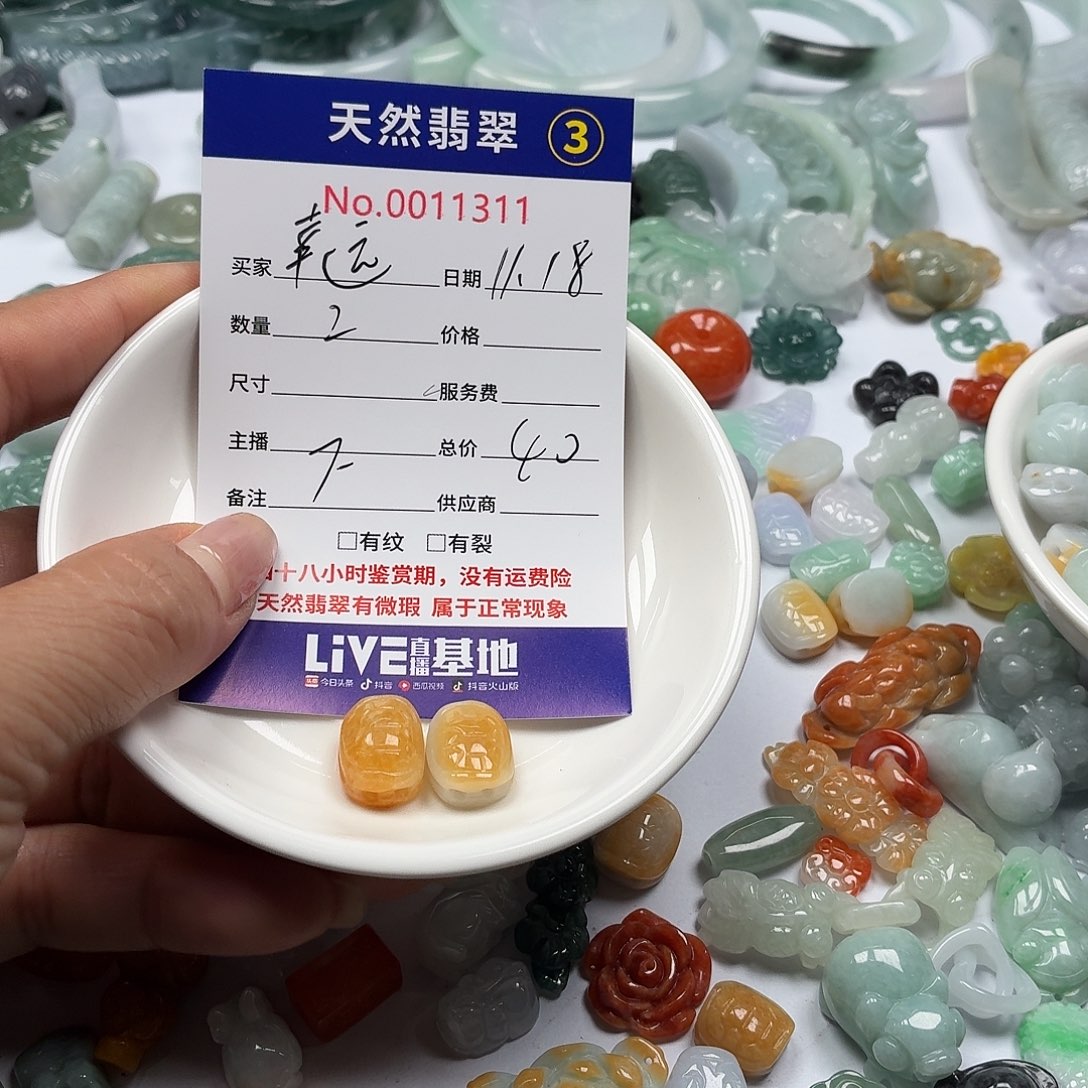 天然翡翠 3
No.0011311
买家 幸运 日期 11.18
数量 2 价格
尺寸 服务费
主播 总价 40
备注 供应商
□有纹 □有裂
十八小时鉴赏期，没有运费险
天然翡翠有微瑕 属于正常现象
LIVE直播基地
今日头条 抖音 西瓜视频 抖音火山版